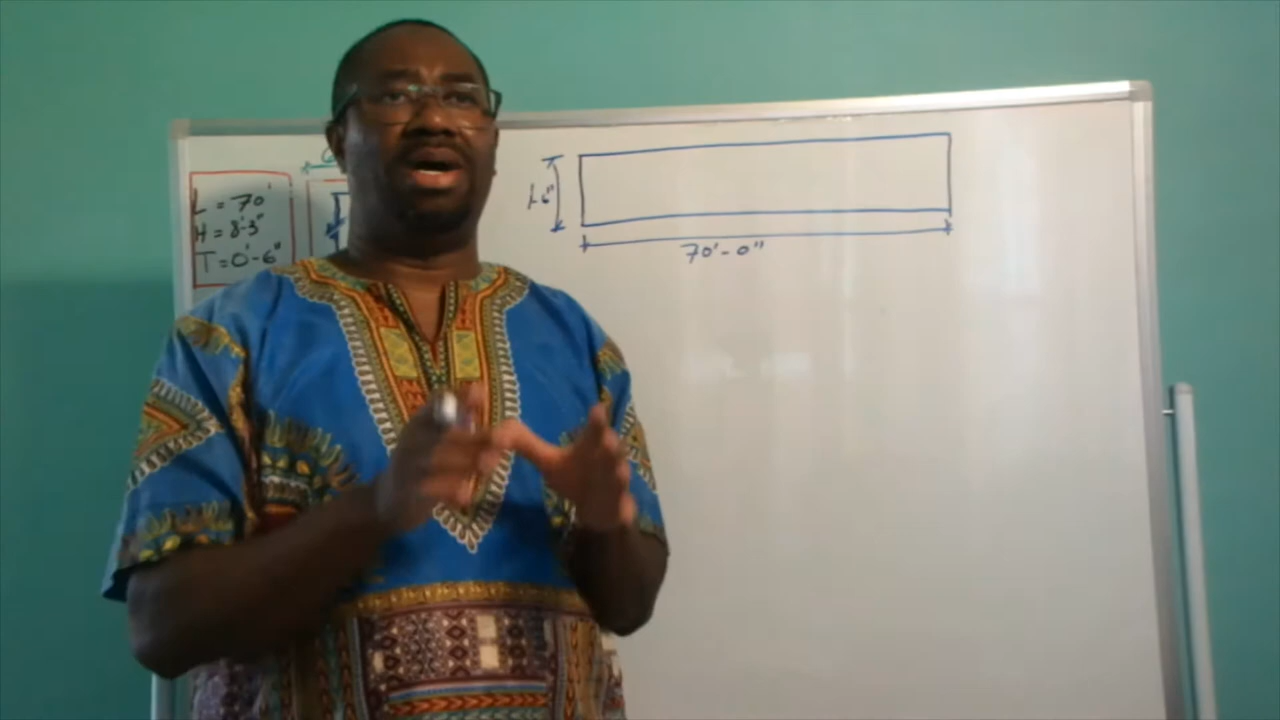 L = 70'
H = 8'-3"
T = 0'-6"
6"
70'-0"